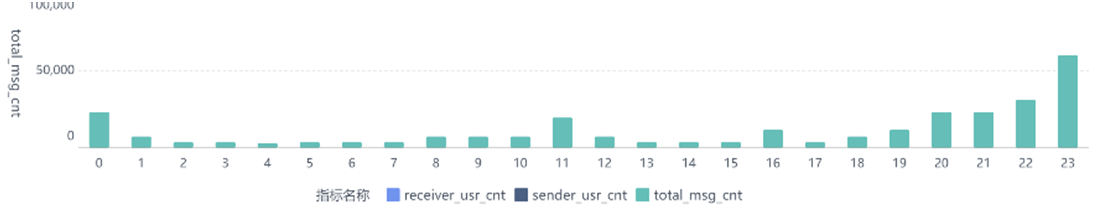 100,000
total_msg_cnt
50,000
0
0 1 2 3 4 5 6 7 8 9 10 11 12 13 14 15 16 17 18 19 20 21 22 23
指标名称 receiver_usr_cnt sender_usr_cnt total_msg_cnt